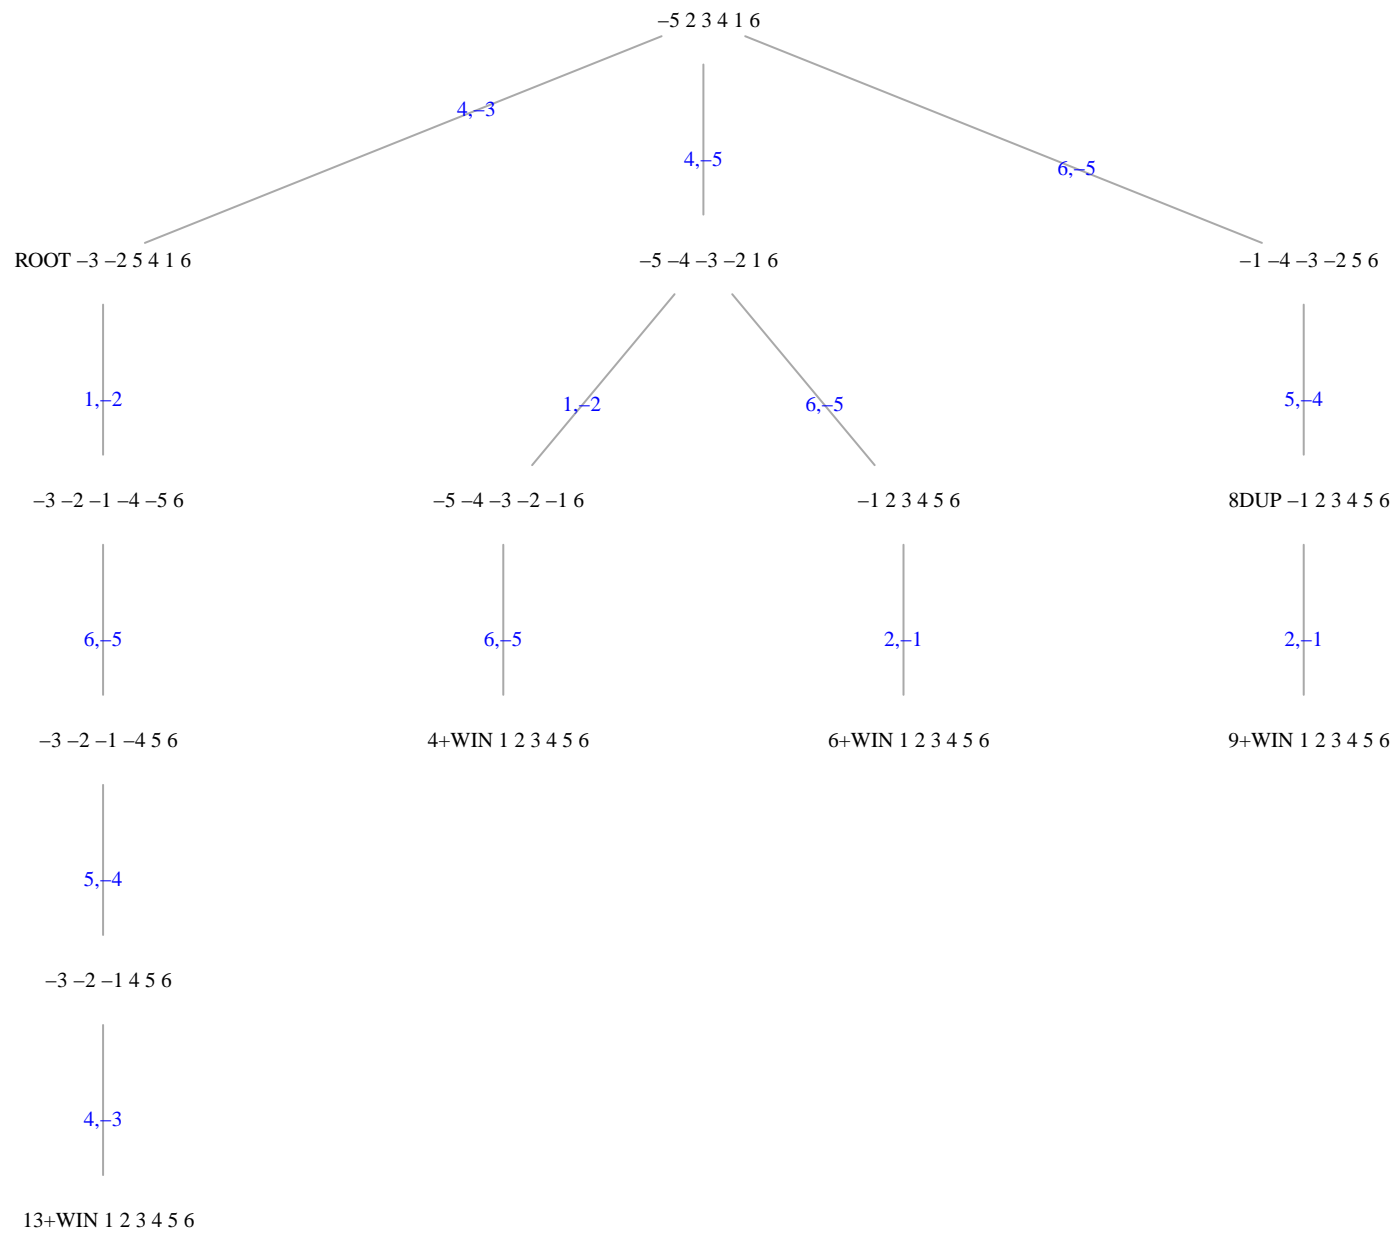 –5 2 3 4 1 6
4,–3
4,–5
6,–5
ROOT –3 –2 5 4 1 6
–5 –4 –3 –2 1 6
–1 –4 –3 –2 5 6
1,–2
1,–2
6,–5
5,–4
–3 –2 –1 –4 –5 6
–5 –4 –3 –2 –1 6
–1 2 3 4 5 6
8DUP –1 2 3 4 5 6
6,–5
6,–5
2,–1
2,–1
–3 –2 –1 –4 5 6
4+WIN 1 2 3 4 5 6
6+WIN 1 2 3 4 5 6
9+WIN 1 2 3 4 5 6
5,–4
–3 –2 –1 4 5 6
4,–3
13+WIN 1 2 3 4 5 6